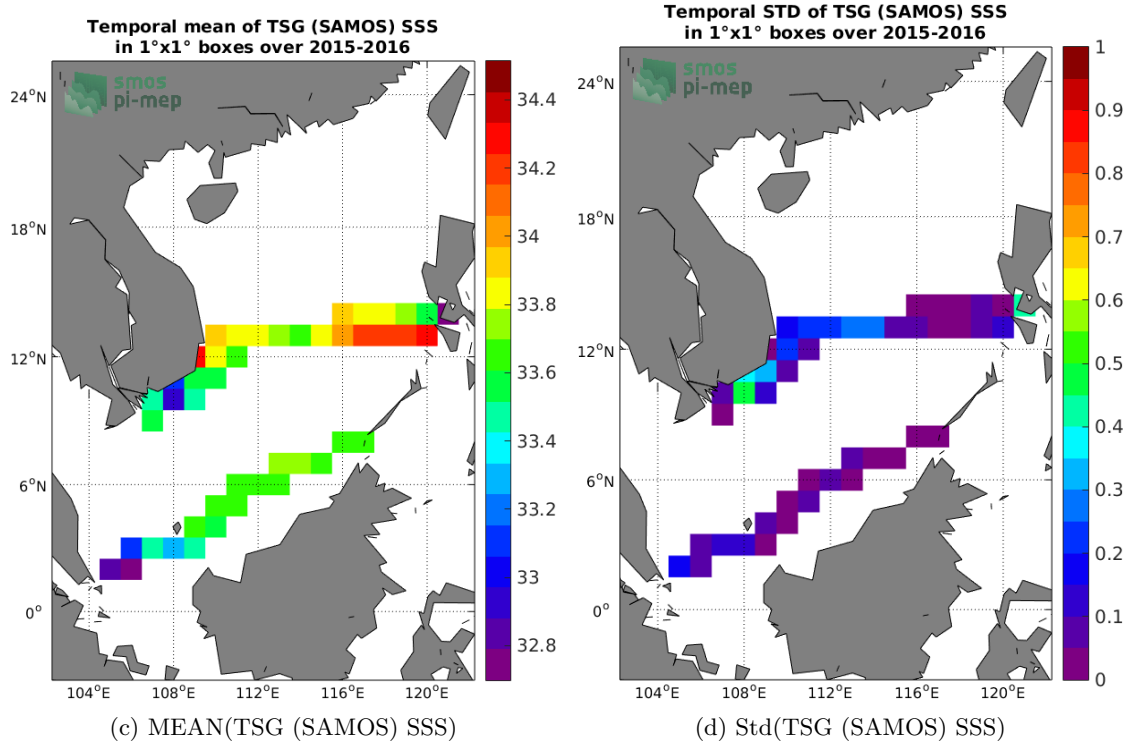 Temporal mean of TSG (SAMOS) SSS
in 1°x1° boxes over 2015-2016
smos
pi-mep
24°N
18°N
12°N
6°N
0°
104°E
108°E
112°E
116°E
120°E
34.4
34.2
34
33.8
33.6
33.4
33.2
33
32.8
(c) MEAN(TSG (SAMOS) SSS)
Temporal STD of TSG (SAMOS) SSS
in 1°x1° boxes over 2015-2016
smos
pi-mep
24°N
18°N
12°N
6°N
0°
104°E
108°E
112°E
116°E
120°E
1
0.9
0.8
0.7
0.6
0.5
0.4
0.3
0.2
0.1
0
(d) Std(TSG (SAMOS) SSS)